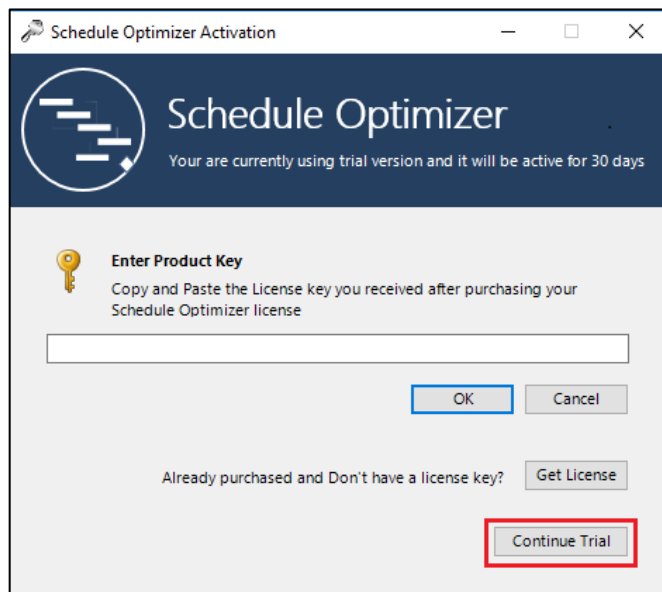 Schedule Optimizer Activation
Schedule Optimizer
Your are currently using trial version and it will be active for 30 days
Enter Product Key
Copy and Paste the License key you received after purchasing your
Schedule Optimizer license
OK
Cancel
Already purchased and Don't have a license key?
Get License
Continue Trial